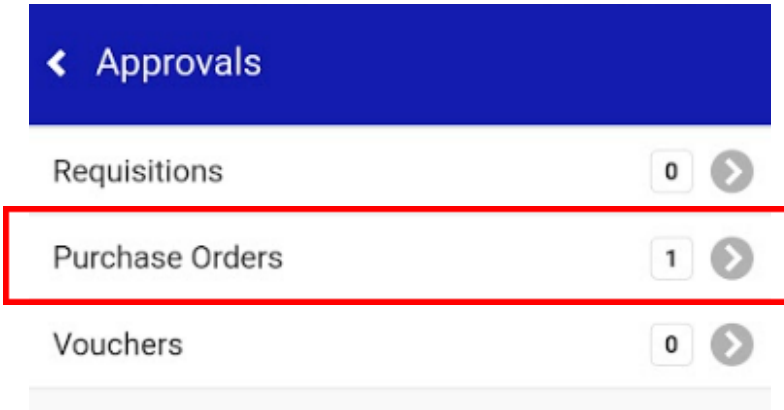 Approvals
Requisitions 0
Purchase Orders 1
Vouchers 0